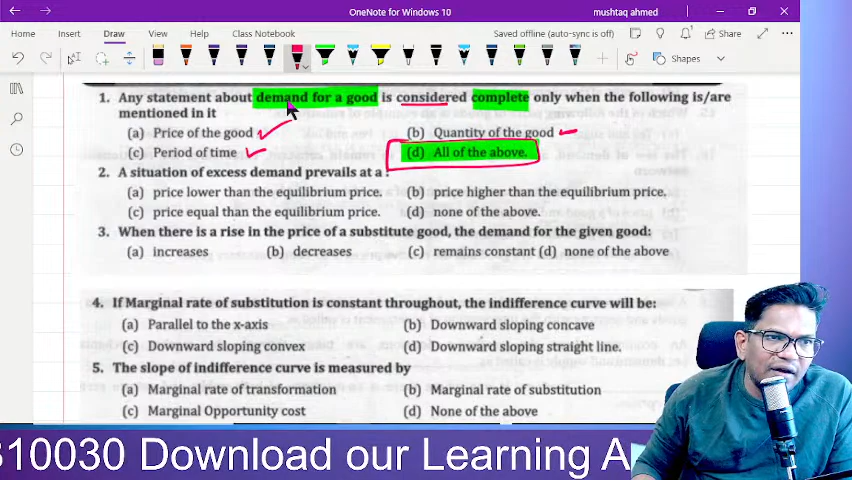 OneNote for Windows 10
mushtaq ahmed
Home Insert Draw View Help Class Notebook Saved offline (auto-sync is off) Share
Shapes
1. Any statement about demand for a good is considered complete only when the following is/are
mentioned in it
(a) Price of the good (b) Quantity of the good
(c) Period of time (d) All of the above.
2. A situation of excess demand prevails at a :
(a) price lower than the equilibrium price. (b) price higher than the equilibrium price.
(c) price equal than the equilibrium price. (d) none of the above.
3. When there is a rise in the price of a substitute good, the demand for the given good:
(a) increases (b) decreases (c) remains constant (d) none of the above
4. If Marginal rate of substitution is constant throughout, the indifference curve will be:
(a) Parallel to the x-axis (b) Downward sloping concave
(c) Downward sloping convex (d) Downward sloping straight line.
5. The slope of indifference curve is measured by
(a) Marginal rate of transformation (b) Marginal rate of substitution
(c) Marginal Opportunity cost (d) None of the above
310030 Download our Learning A